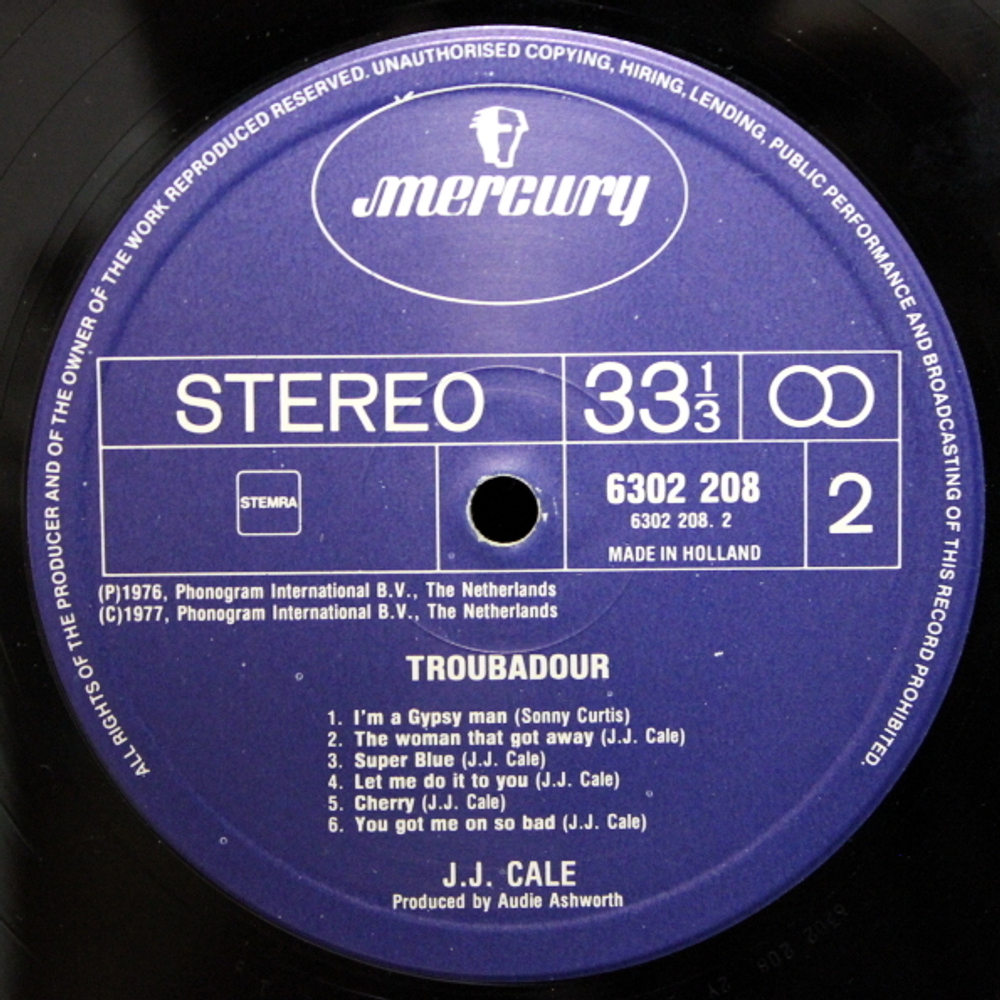 ALL RIGHTS OF THE PRODUCER AND OF THE OWNER OF THE WORK REPRODUCED RESERVED. UNAUTHORISED COPYING, HIRING, LENDING, PUBLIC PERFORMANCE AND BROADCASTING OF THIS RECORD PROHIBITED.
mercury
STEREO 33 1/3
STEMRA
6302 208
6302 208. 2
MADE IN HOLLAND
2
(P)1976, Phonogram International B.V., The Netherlands
(C)1977, Phonogram International B.V., The Netherlands
TROUBADOUR
1. I'm a Gypsy man (Sonny Curtis)
2. The woman that got away (J.J. Cale)
3. Super Blue (J.J. Cale)
4. Let me do it to you (J.J. Cale)
5. Cherry (J.J. Cale)
6. You got me on so bad (J.J. Cale)
J.J. CALE
Produced by Audie Ashworth